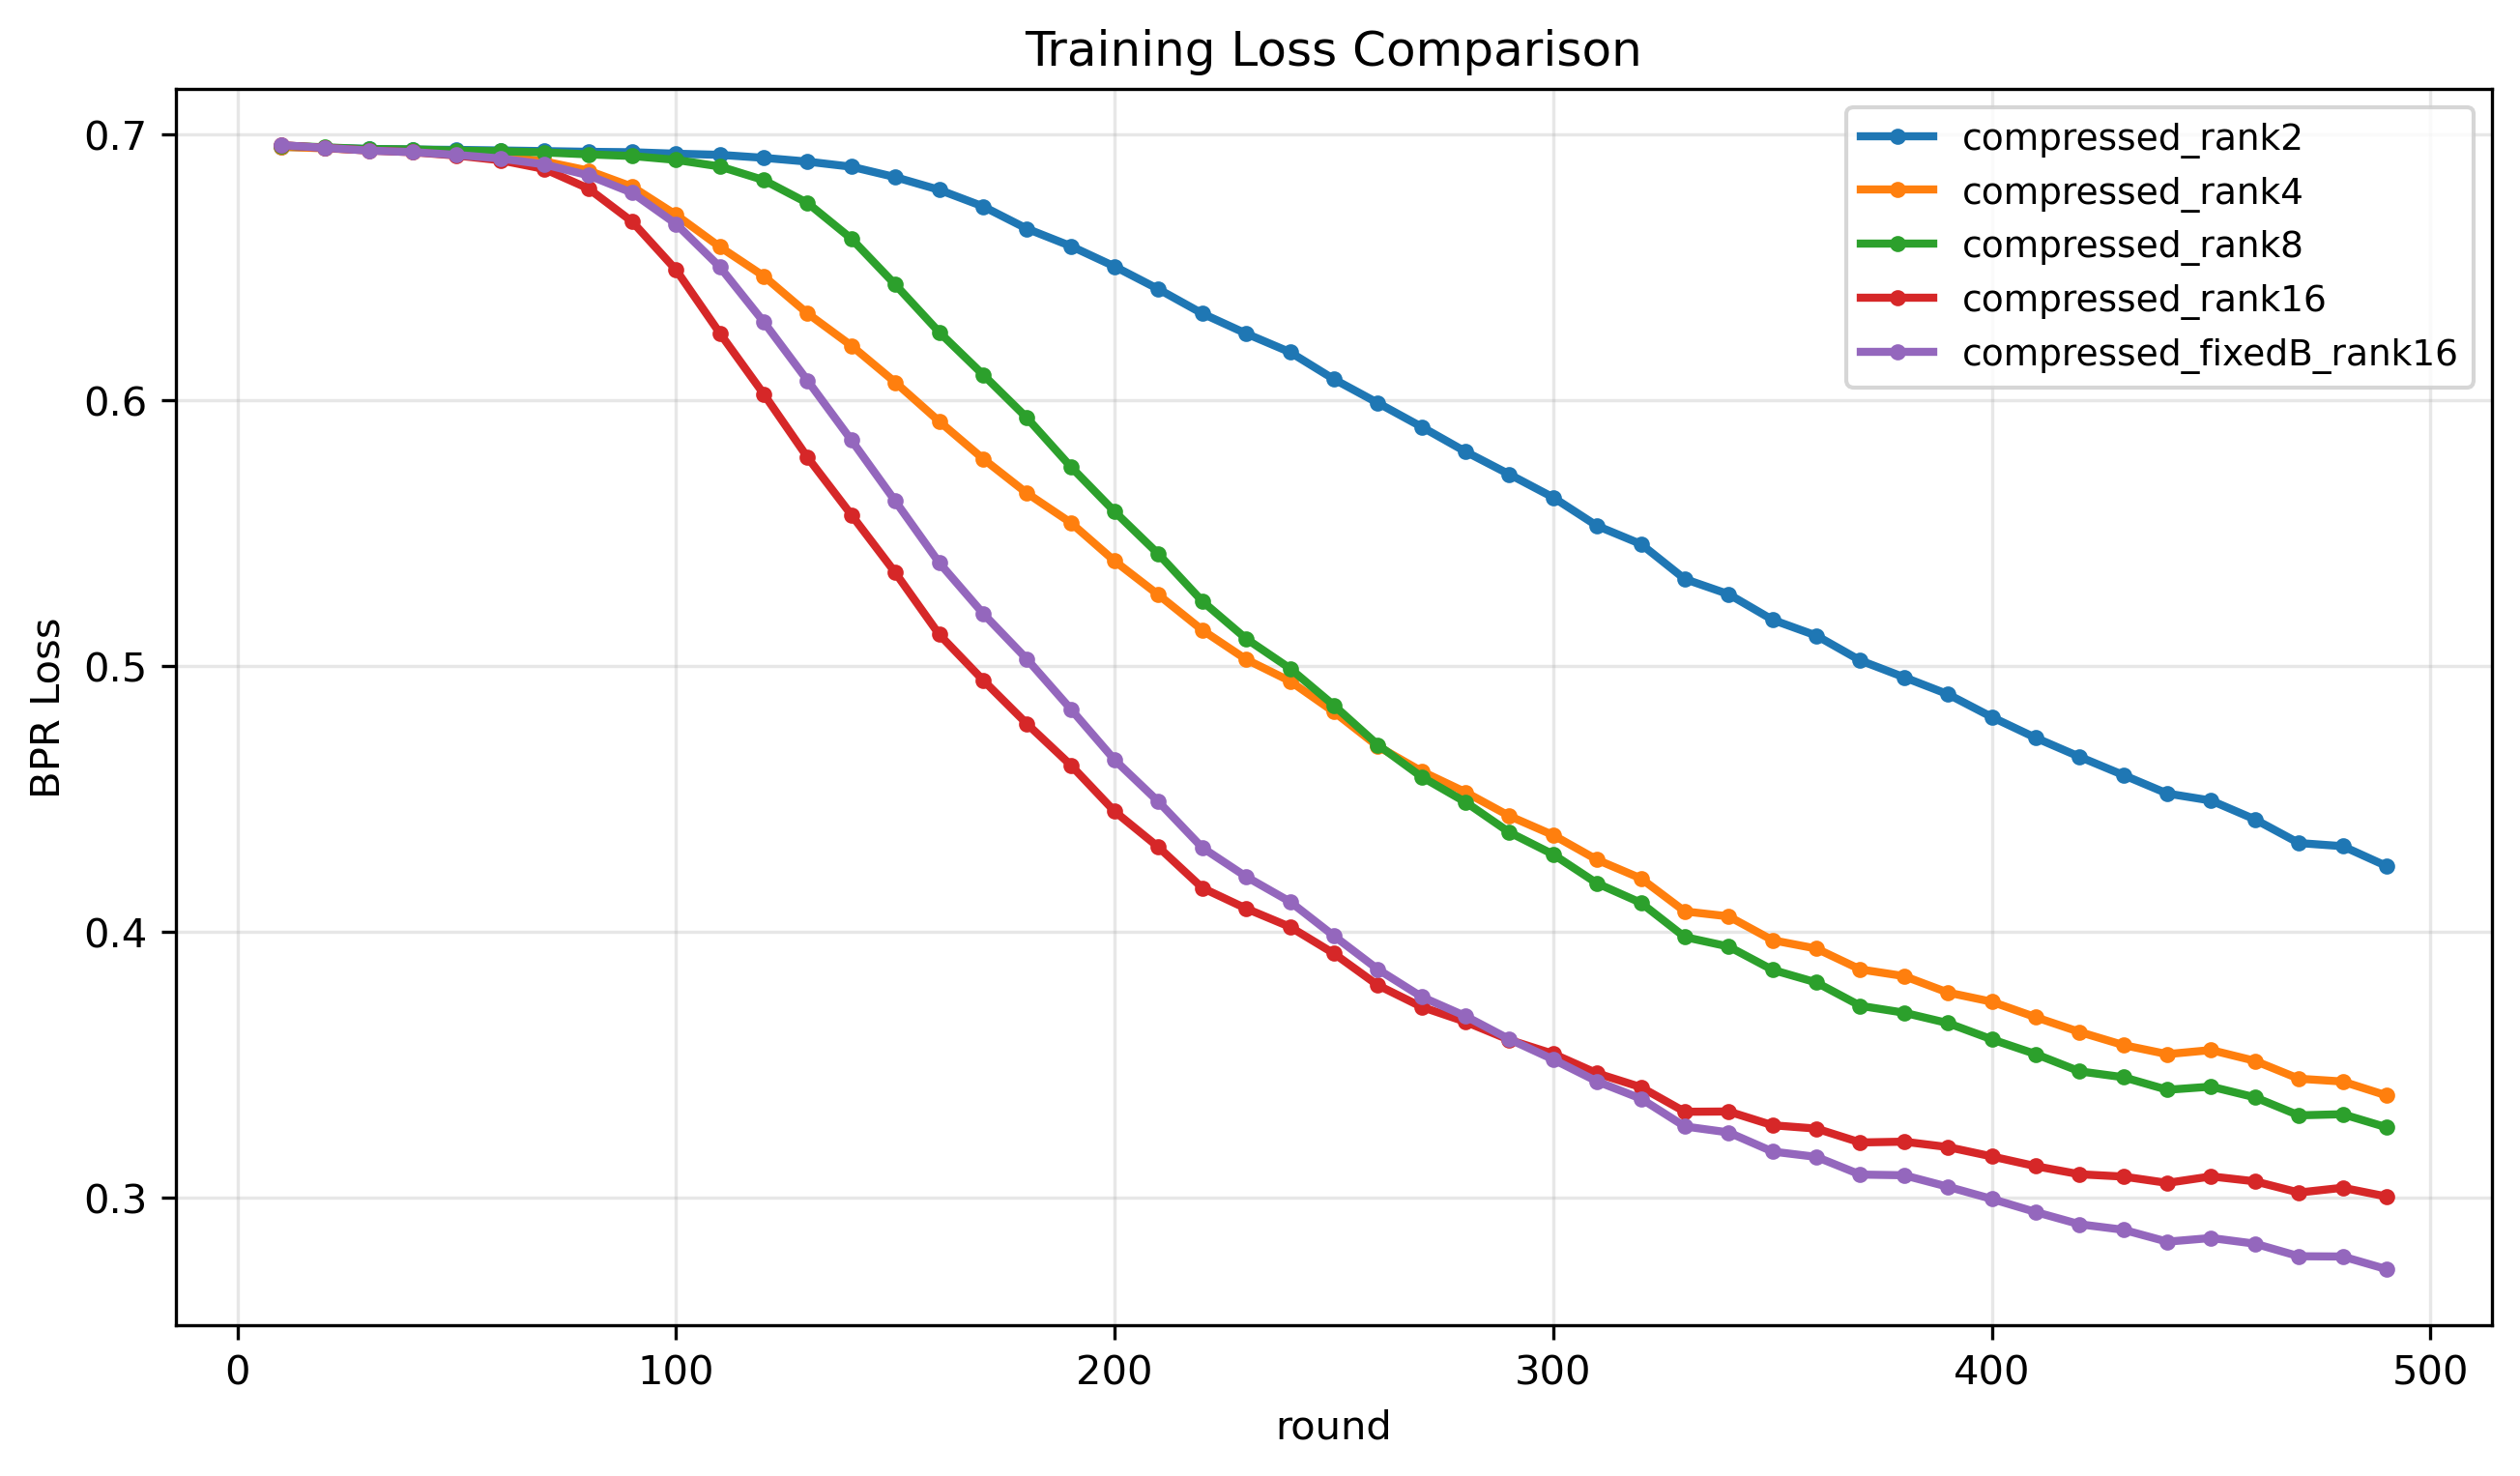 Training Loss Comparison
compressed_rank2
compressed_rank4
compressed_rank8
compressed_rank16
compressed_fixedB_rank16
BPR Loss
0.7
0.6
0.5
0.4
0.3
0 100 200 300 400 500
round